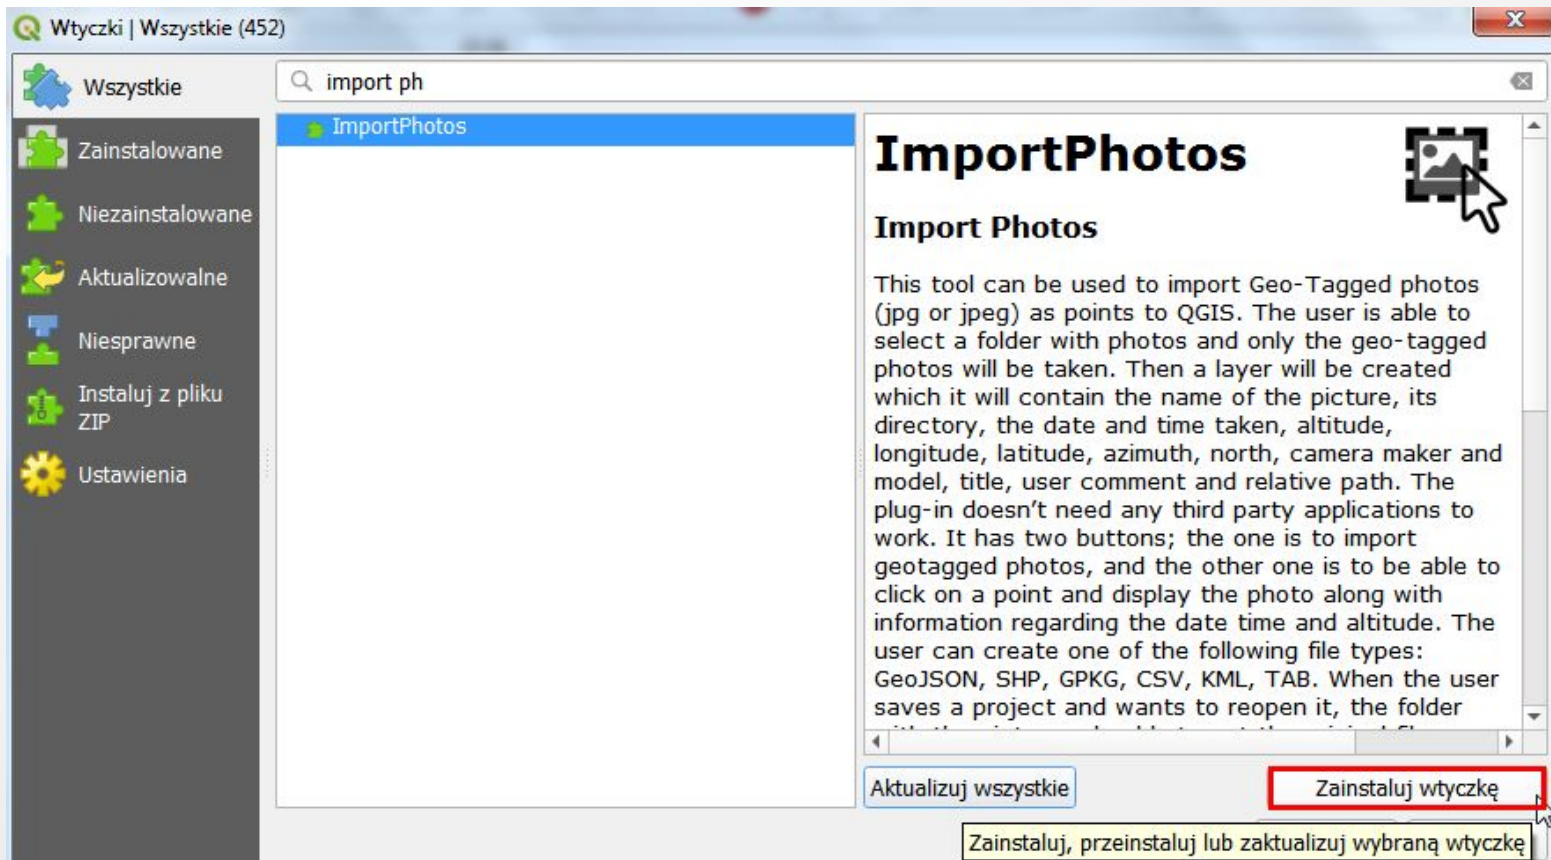 Wtyczki | Wszystkie (452)
Wszystkie
import ph
Zainstalowane
Niezainstalowane
Aktualizowalne
Niesprawne
Instaluj z pliku
ZIP
Ustawienia
ImportPhotos
ImportPhotos
Import Photos
This tool can be used to import Geo-Tagged photos
(jpg or jpeg) as points to QGIS. The user is able to
select a folder with photos and only the geo-tagged
photos will be taken. Then a layer will be created
which it will contain the name of the picture, its
directory, the date and time taken, altitude,
longitude, latitude, azimuth, north, camera maker and
model, title, user comment and relative path. The
plug-in doesn’t need any third party applications to
work. It has two buttons; the one is to import
geotagged photos, and the other one is to be able to
click on a point and display the photo along with
information regarding the date time and altitude. The
user can create one of the following file types:
GeoJSON, SHP, GPKG, CSV, KML, TAB. When the user
saves a project and wants to reopen it, the folder
Aktualizuj wszystkie
Zainstaluj wtyczkę
Zainstaluj, przeinstaluj lub zaktualizuj wybraną wtyczkę